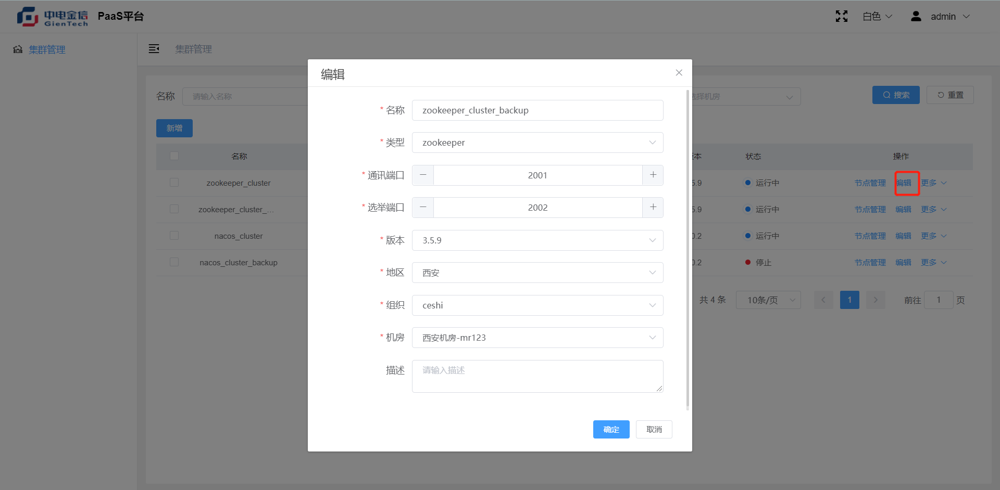 中电金信
GienTech
PaaS平台
白色
admin
集群管理
集群管理
名称
请输入名称
选择机房
搜索
重置
新增
名称
版本
状态
操作
zookeeper_cluster
5.9
运行中
节点管理
编辑
更多
zookeeper_cluster_...
5.9
运行中
节点管理
编辑
更多
nacos_cluster
0.2
运行中
节点管理
编辑
更多
nacos_cluster_backup
0.2
停止
节点管理
编辑
更多
共 4 条
10条/页
1
前往
1
页
编辑
* 名称
zookeeper_cluster_backup
* 类型
zookeeper
* 通讯端口
2001
* 选举端口
2002
* 版本
3.5.9
* 地区
西安
* 组织
ceshi
* 机房
西安机房-mr123
描述
请输入描述
确定
取消